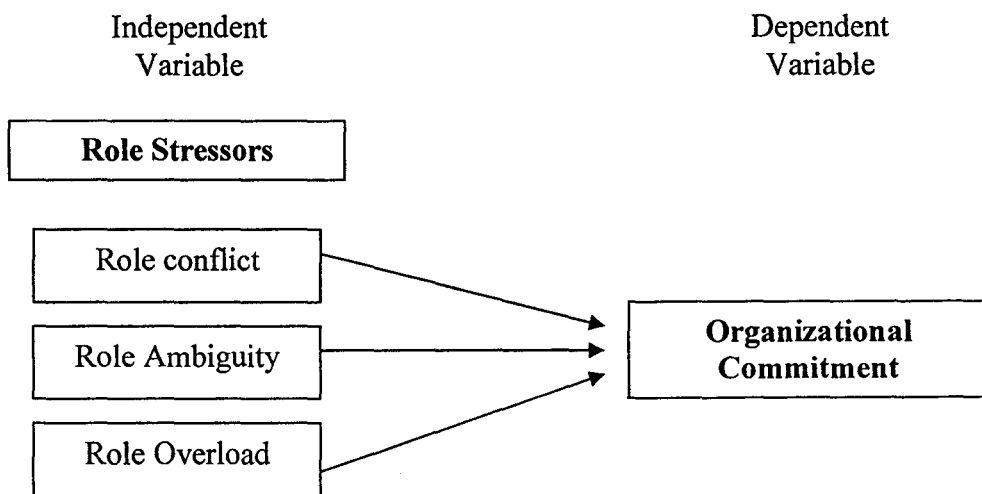 Independent
Variable
Dependent
Variable
Role Stressors
Role conflict
Role Ambiguity
Role Overload
Organizational
Commitment